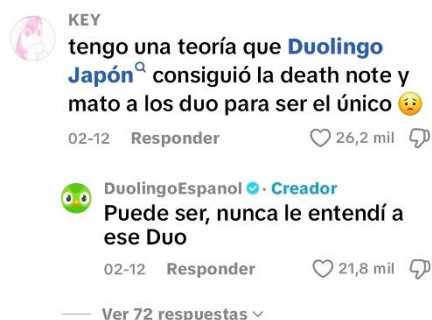 KEY
tengo una teoría que Duolingo
Japón consiguió la death note y
mato a los duo para ser el único 😟
02-12 Responder 26,2 mil
DuolingoEspanol · Creador
Puede ser, nunca le entendí a
ese Duo
02-12 Responder 21,8 mil
Ver 72 respuestas